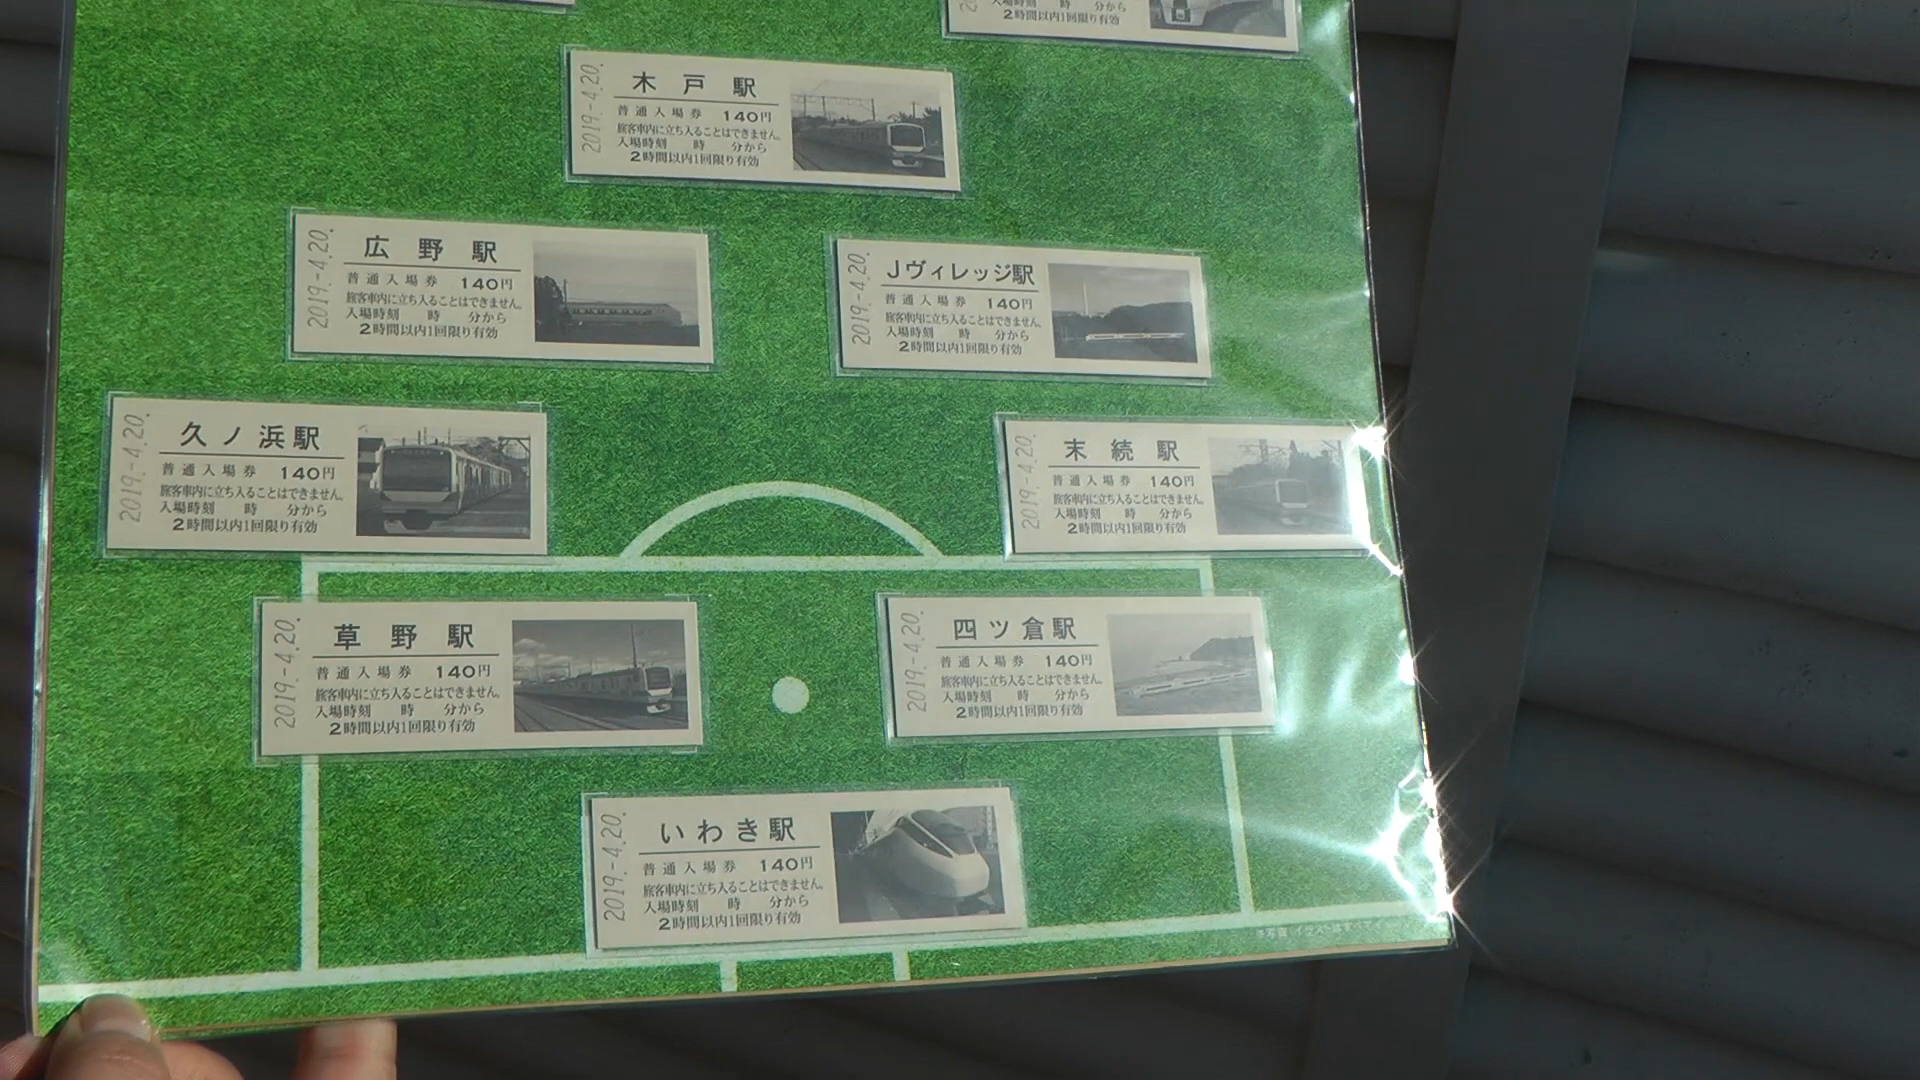 入場時刻 時 分から
2時間以内1回限り有効
2019.-4.20.
木戸駅
普通入場券 140円
旅客車内に立ち入ることはできません。
入場時刻 時 分から
2時間以内1回限り有効
2019.-4.20.
広野駅
普通入場券 140円
旅客車内に立ち入ることはできません。
入場時刻 時 分から
2時間以内1回限り有効
2019.-4.20.
Jヴィレッジ駅
普通入場券 140円
旅客車内に立ち入ることはできません。
入場時刻 時 分から
2時間以内1回限り有効
2019.-4.20.
久ノ浜駅
普通入場券 140円
旅客車内に立ち入ることはできません。
入場時刻 時 分から
2時間以内1回限り有効
2019.-4.20.
末続駅
普通入場券 140円
旅客車内に立ち入ることはできません。
入場時刻 時 分から
2時間以内1回限り有効
2019.-4.20.
草野駅
普通入場券 140円
旅客車内に立ち入ることはできません。
入場時刻 時 分から
2時間以内1回限り有効
2019.-4.20.
四ツ倉駅
普通入場券 140円
旅客車内に立ち入ることはできません。
入場時刻 時 分から
2時間以内1回限り有効
2019.-4.20.
いわき駅
普通入場券 140円
旅客車内に立ち入ることはできません。
入場時刻 時 分から
2時間以内1回限り有効